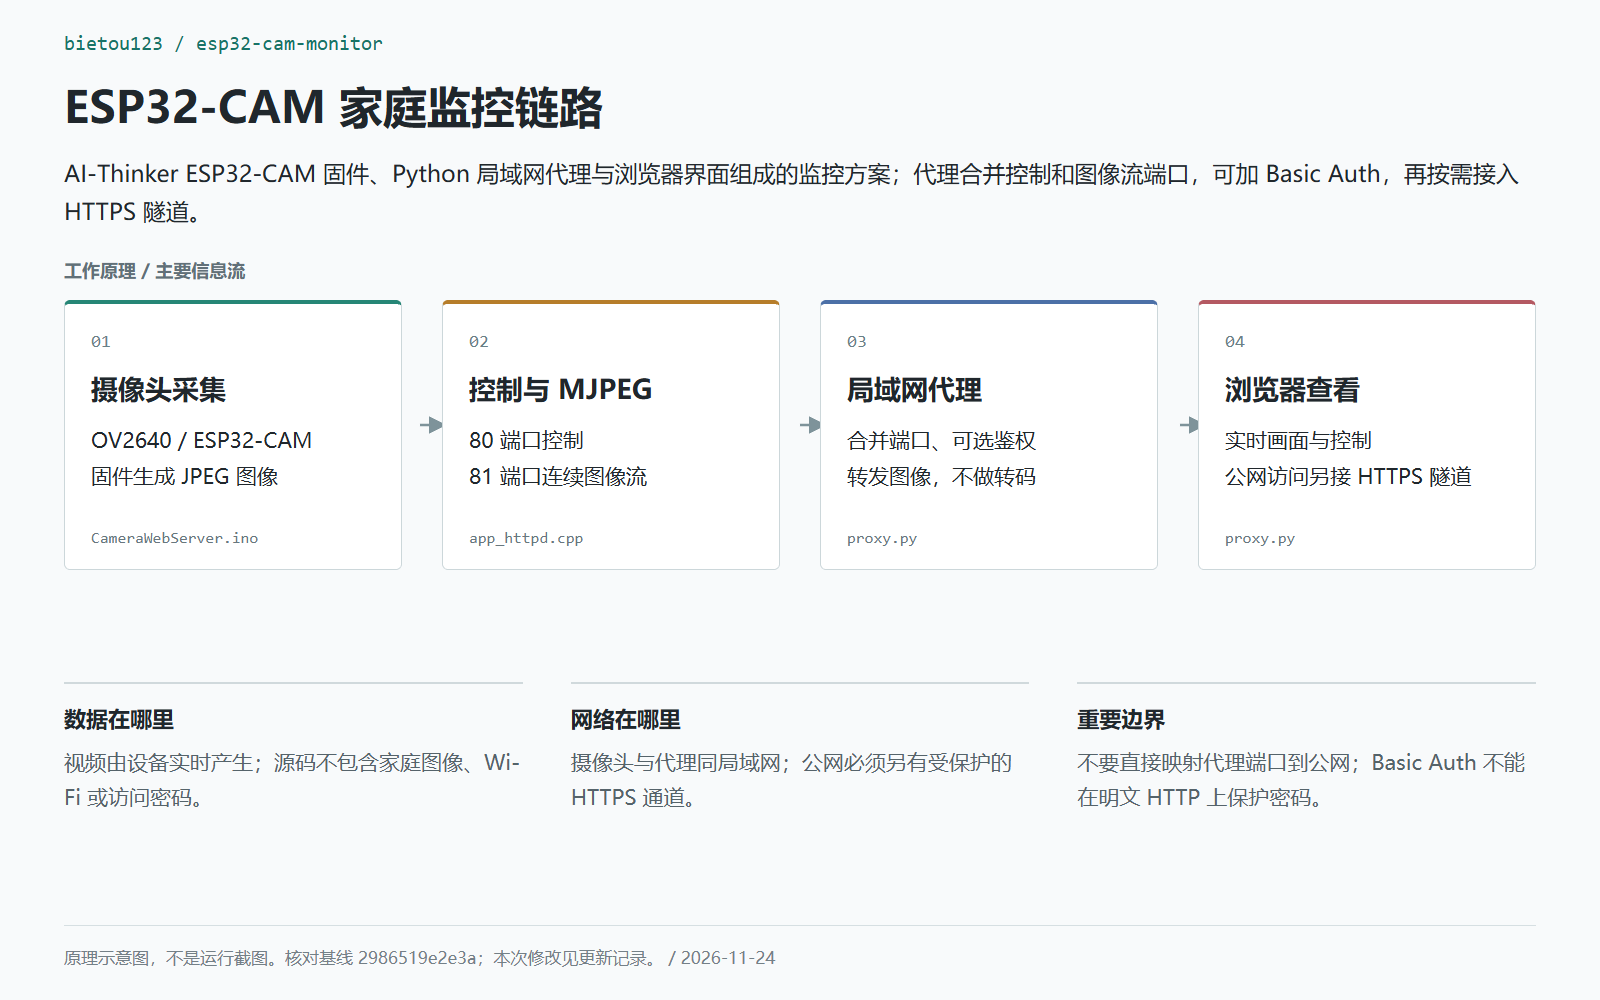 bietou123 / esp32-cam-monitor
ESP32-CAM 家庭监控链路
AI-Thinker ESP32-CAM 固件、Python 局域网代理与浏览器界面组成的监控方案；代理合并控制和图像流端口，可加 Basic Auth，再按需接入
HTTPS 隧道。
工作原理 / 主要信息流
01
摄像头采集
OV2640 / ESP32-CAM
固件生成 JPEG 图像
CameraWebServer.ino
02
控制与 MJPEG
80 端口控制
81 端口连续图像流
app_httpd.cpp
03
局域网代理
合并端口、可选鉴权
转发图像，不做转码
proxy.py
04
浏览器查看
实时画面与控制
公网访问另接 HTTPS 隧道
proxy.py
数据在哪里
视频由设备实时产生；源码不包含家庭图像、Wi-
Fi 或访问密码。
网络在哪里
摄像头与代理同局域网；公网必须另有受保护的
HTTPS 通道。
重要边界
不要直接映射代理端口到公网；Basic Auth 不能
在明文 HTTP 上保护密码。
原理示意图，不是运行截图。核对基线 2986519e2e3a；本次修改见更新记录。 / 2026-11-24